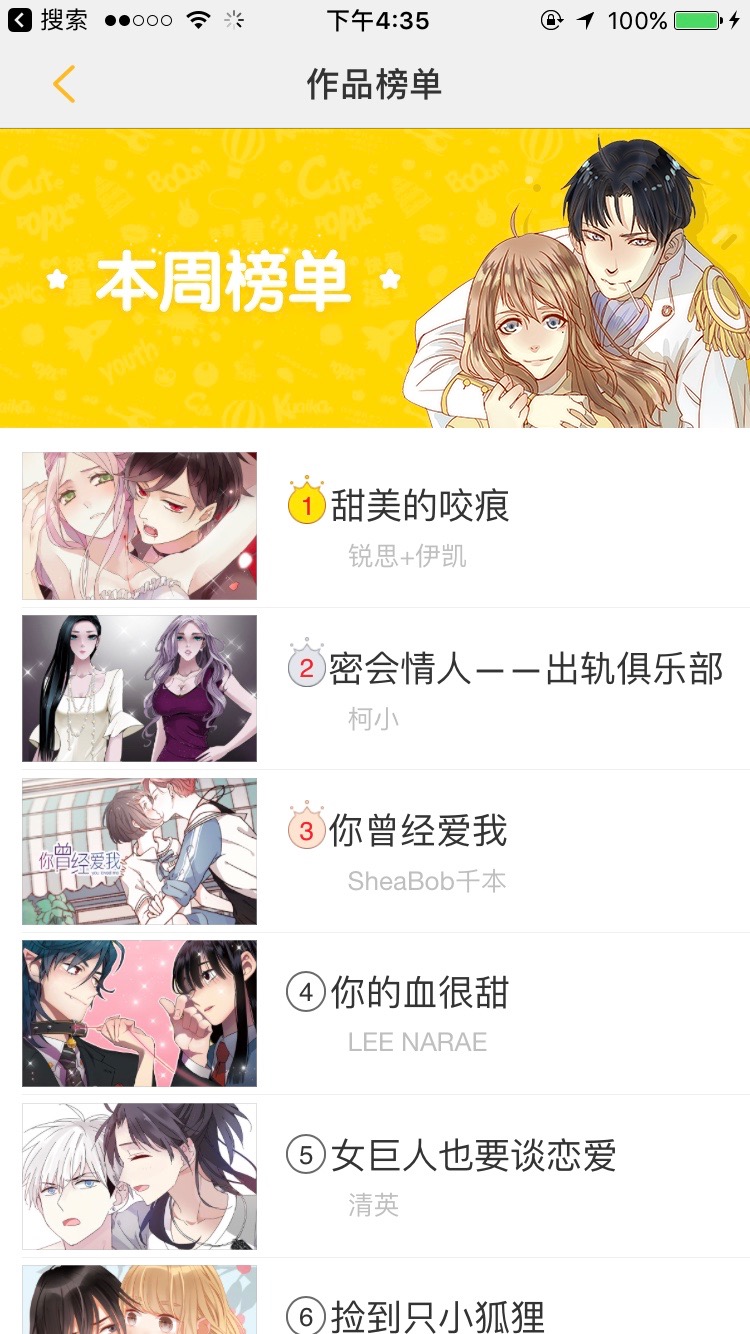 搜索 下午4:35 100%
作品榜单
本周榜单
1 甜美的咬痕
锐思+伊凯
2 密会情人——出轨俱乐部
柯小
3 你曾经爱我
SheaBob千本
你曾经爱我
4 你的血很甜
LEE NARAE
5 女巨人也要谈恋爱
清英
6 捡到只小狐狸